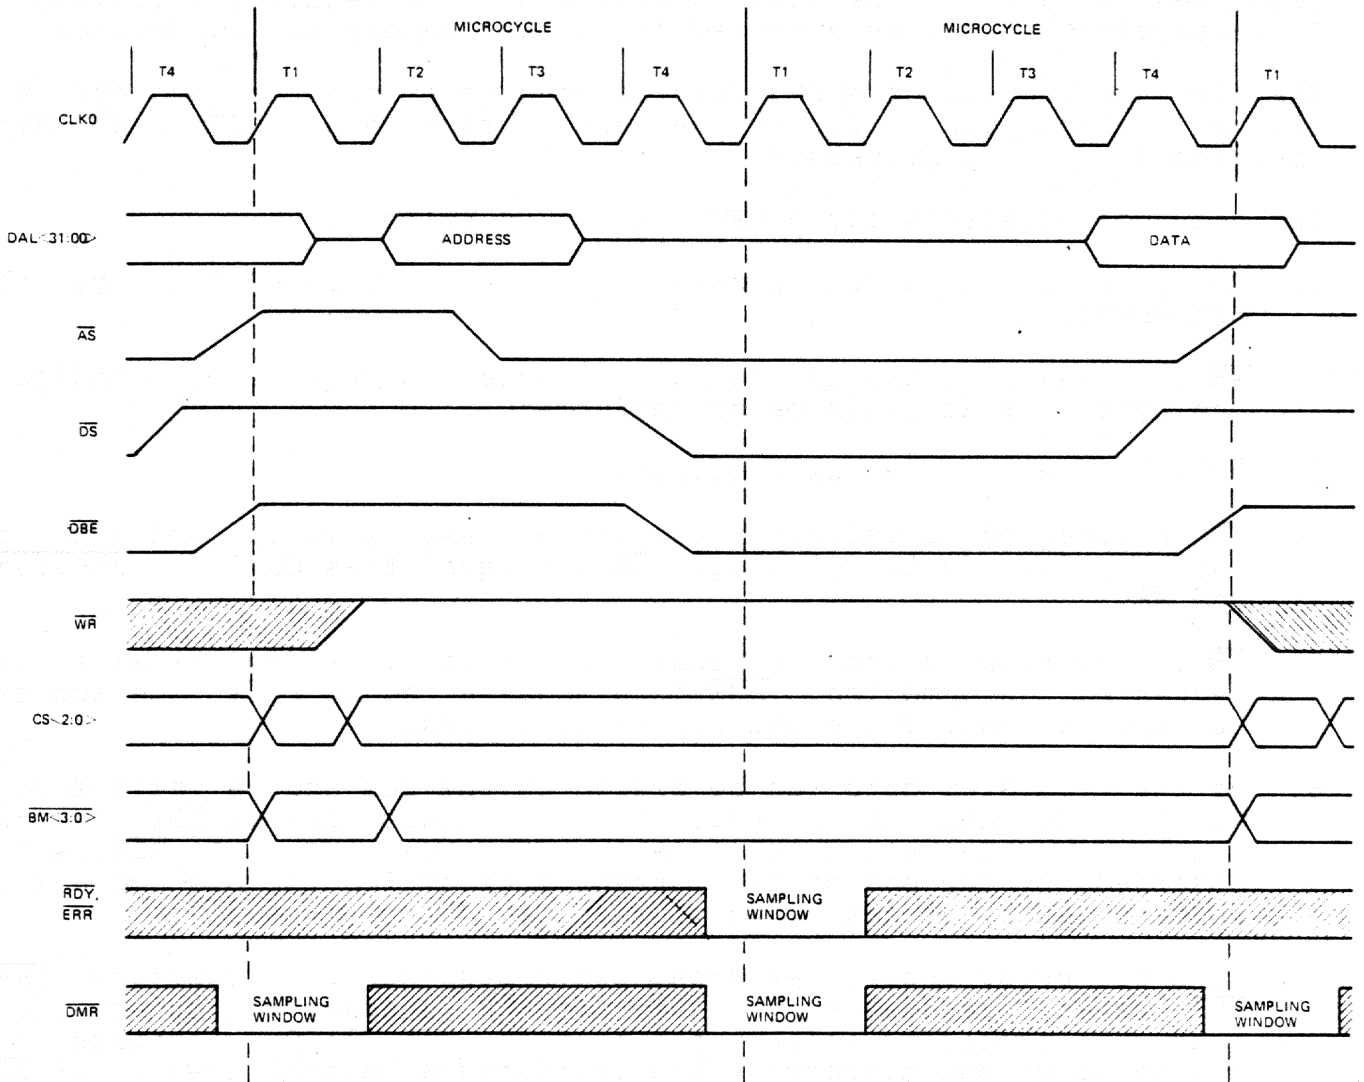 MICROCYCLE MICROCYCLE
T4 T1 T2 T3 T4 T1 T2 T3 T4 T1
CLKO
DAL<31:00> ADDRESS DATA
AS
DS
DBE
WR
CS<2:0>
BM<3:0>
RDY, SAMPLING
ERR WINDOW
DMR SAMPLING SAMPLING SAMPLING
WINDOW WINDOW WINDOW